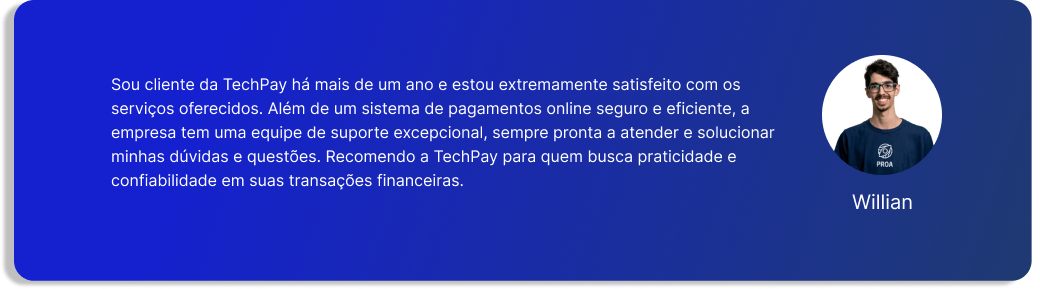 Sou cliente da TechPay há mais de um ano e estou extremamente satisfeito com os
serviços oferecidos. Além de um sistema de pagamentos online seguro e eficiente, a
empresa tem uma equipe de suporte excepcional, sempre pronta a atender e solucionar
minhas dúvidas e questões. Recomendo a TechPay para quem busca praticidade e
confiabilidade em suas transações financeiras.
PROA
Willian